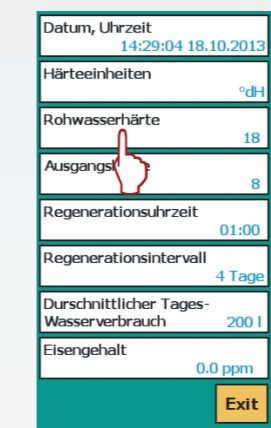 Datum, Uhrzeit
14:29:04 18.10.2013
Härteeinheiten
°dH
Rohwasserhärte
18
8
Regenerationsuhrzeit
01:00
Regenerationsintervall
4 Tage
Durschnittlicher Tages-
Wasserverbrauch 200 l
Eisengehalt
0.0 ppm
Exit